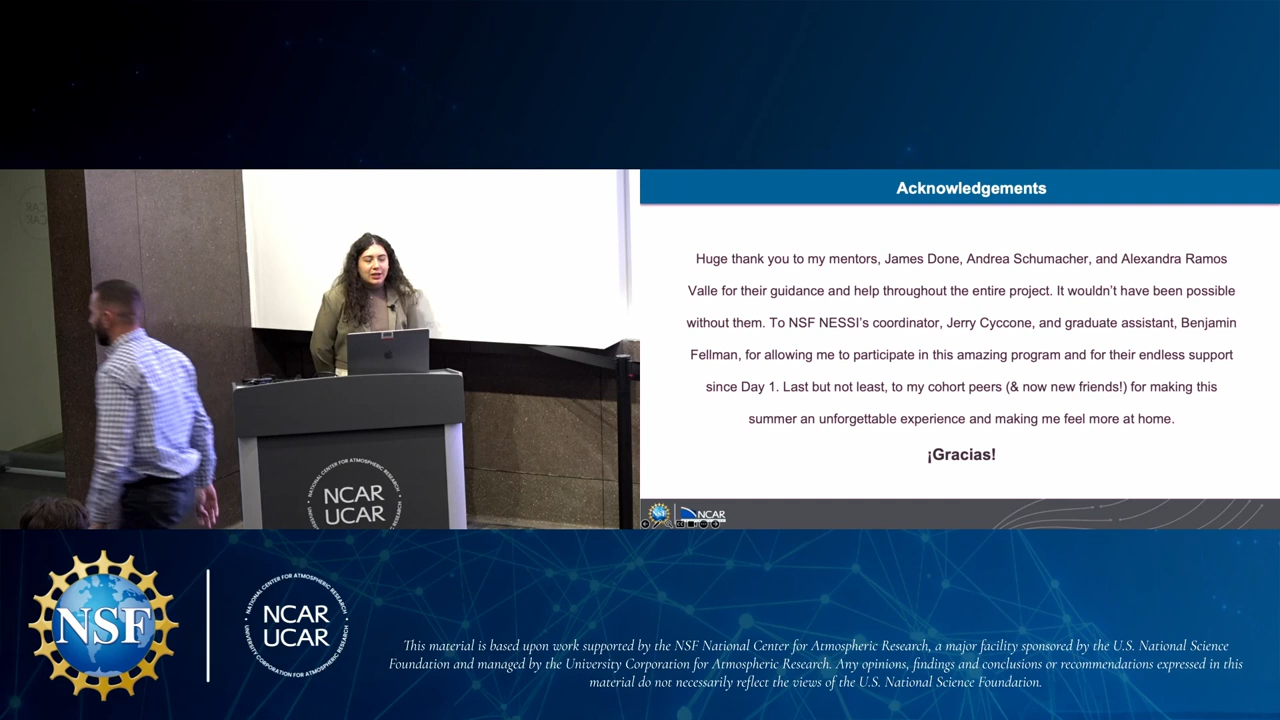 Acknowledgements
Huge thank you to my mentors, James Done, Andrea Schumacher, and Alexandra Ramos
Valle for their guidance and help throughout the entire project. It wouldn't have been possible
without them. To NSF NESSI's coordinator, Jerry Cyccone, and graduate assistant, Benjamin
Fellman, for allowing me to participate in this amazing program and for their endless support
since Day 1. Last but not least, to my cohort peers (& now new friends!) for making this
summer an unforgettable experience and making me feel more at home.
¡Gracias!
NCAR
NATIONAL CENTER FOR ATMOSPHERIC RESEARCH
NCAR
UCAR
NSF
NATIONAL CENTER FOR ATMOSPHERIC RESEARCH
NCAR
UCAR
UNIVERSITY CORPORATION FOR ATMOSPHERIC RESEARCH
This material is based upon work supported by the NSF National Center for Atmospheric Research, a major facility sponsored by the U.S. National Science
Foundation and managed by the University Corporation for Atmospheric Research. Any opinions, findings and conclusions or recommendations expressed in this
material do not necessarily reflect the views of the U.S. National Science Foundation.